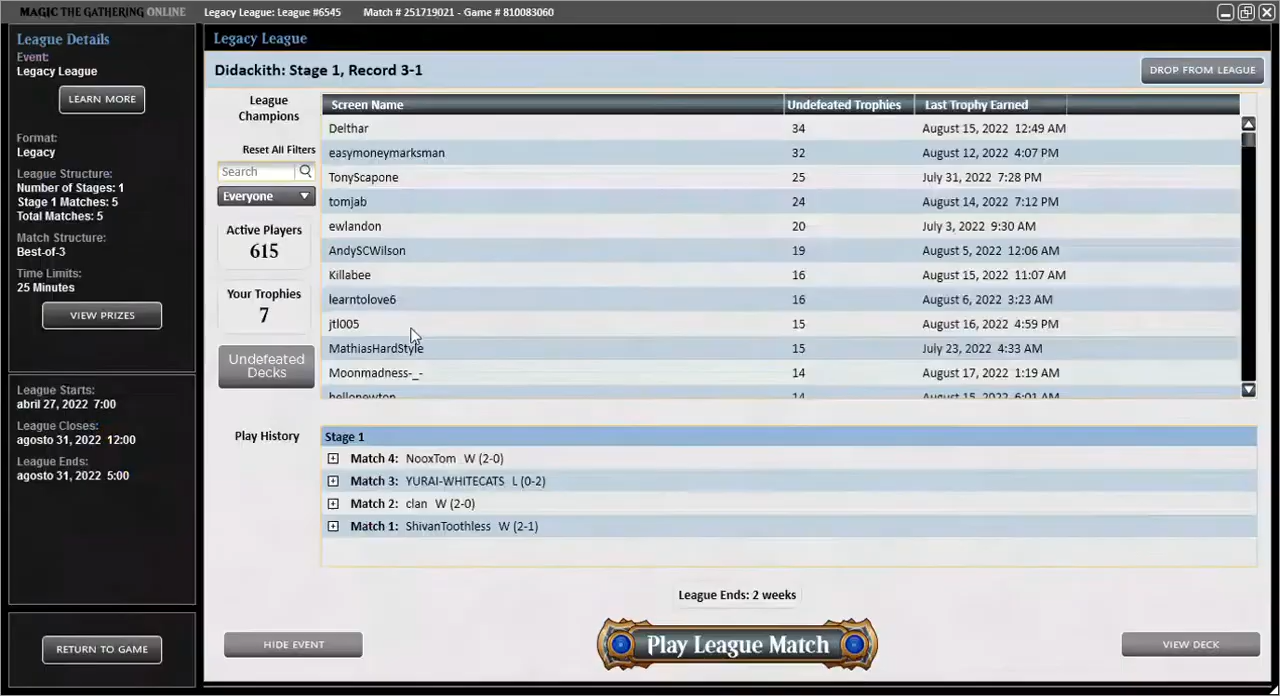 MAGIC THE GATHERING ONLINE Legacy League: League #6545 Match # 251719021 - Game # 810083060
League Details
Event:
Legacy League
LEARN MORE
Format:
Legacy
League Structure:
Number of Stages: 1
Stage 1 Matches: 5
Total Matches: 5
Match Structure:
Best-of-3
Time Limits:
25 Minutes
VIEW PRIZES
League Starts:
abril 27, 2022 7:00
League Closes:
agosto 31, 2022 12:00
League Ends:
agosto 31, 2022 5:00
RETURN TO GAME
Legacy League
Didackith: Stage 1, Record 3-1
DROP FROM LEAGUE
League
Champions
Reset All Filters
Search
Everyone
Active Players
615
Your Trophies
7
Undefeated
Decks
Screen Name Undefeated Trophies Last Trophy Earned
Delthar 34 August 15, 2022 12:49 AM
easymoneymarksman 32 August 12, 2022 4:07 PM
TonyScapone 25 July 31, 2022 7:28 PM
tomjab 24 August 14, 2022 7:12 PM
ewlandon 20 July 3, 2022 9:30 AM
AndySCWilson 19 August 5, 2022 12:06 AM
Killabee 16 August 15, 2022 11:07 AM
learntolove6 16 August 6, 2022 3:23 AM
jtl005 15 August 16, 2022 4:59 PM
MathiasHardStyle 15 July 23, 2022 4:33 AM
Moonmadness-_- 14 August 17, 2022 1:19 AM
hellonewton 14 August 15, 2022 6:01 AM
Play History
Stage 1
Match 4: NooxTom W (2-0)
Match 3: YURAI-WHITECATS L (0-2)
Match 2: clan W (2-0)
Match 1: ShivanToothless W (2-1)
League Ends: 2 weeks
HIDE EVENT
Play League Match
VIEW DECK